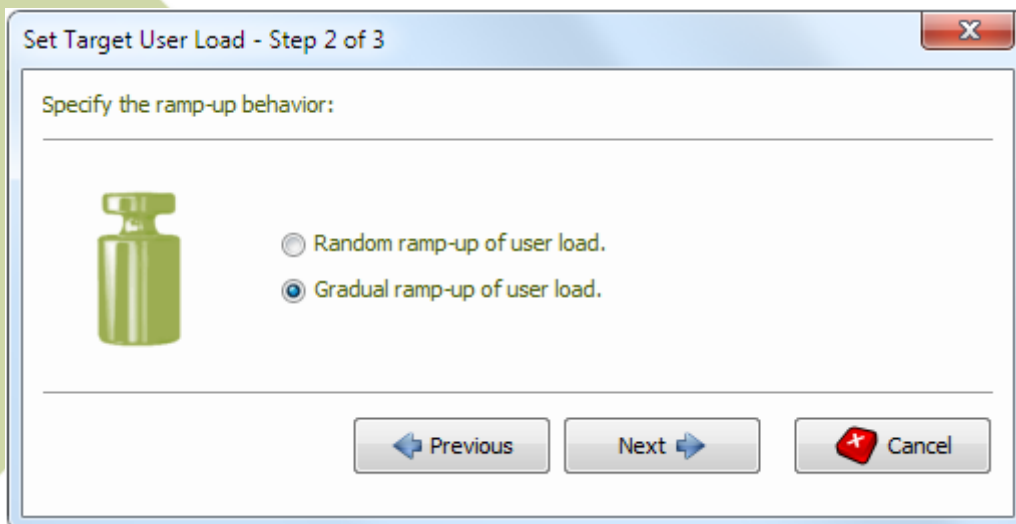 Set Target User Load - Step 2 of 3
Specify the ramp-up behavior:
Random ramp-up of user load.
Gradual ramp-up of user load.
Previous
Next
Cancel